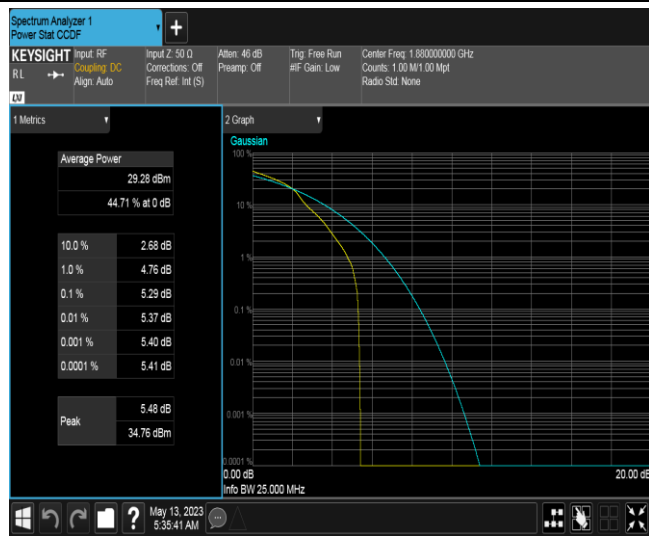 Spectrum Analyzer 1
Power Stat CCDF
+
KEYSIGHT
RL
LXI
Input: RF
Coupling: DC
Align: Auto
Input Z: 50 Ω
Corrections: Off
Freq Ref: Int (S)
Atten: 46 dB
Preamp: Off
Trig: Free Run
#IF Gain: Low
Center Freq: 1.880000000 GHz
Counts: 1.00 M/1.00 Mpt
Radio Std: None
1 Metrics
Average Power
29.28 dBm
44.71 % at 0 dB
10.0 % 2.68 dB
1.0 % 4.76 dB
0.1 % 5.29 dB
0.01 % 5.37 dB
0.001 % 5.40 dB
0.0001 % 5.41 dB
Peak
5.48 dB
34.76 dBm
2 Graph
Gaussian
100 %
10 %
1 %
0.1 %
0.01 %
0.001 %
0.0001 %
0.00 dB
20.00 dB
Info BW 25.000 MHz
?
May 13, 2023
5:35:41 AM